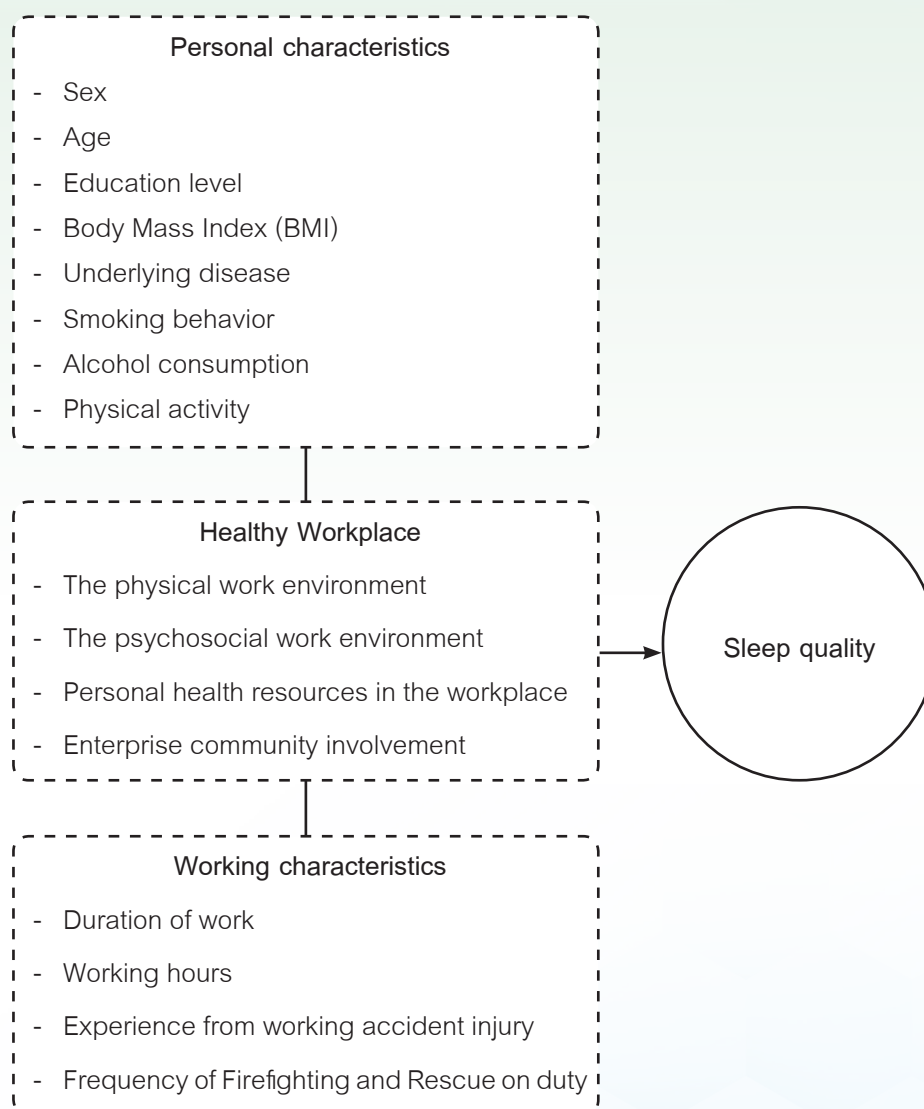 Personal characteristics
- Sex
- Age
- Education level
- Body Mass Index (BMI)
- Underlying disease
- Smoking behavior
- Alcohol consumption
- Physical activity
Healthy Workplace
- The physical work environment
- The psychosocial work environment
- Personal health resources in the workplace
- Enterprise community involvement
Sleep quality
Working characteristics
- Duration of work
- Working hours
- Experience from working accident injury
- Frequency of Firefighting and Rescue on duty